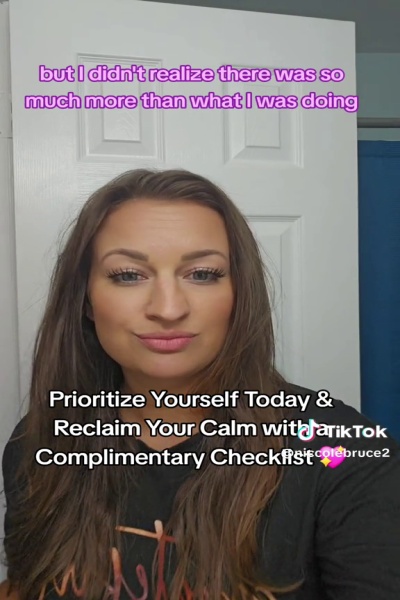 but I didn't realize there was so
much more than what I was doing
Prioritize Yourself Today &
Reclaim Your Calm with a
TikTok
Complimentary Checklist 💖
@niscolebruce2